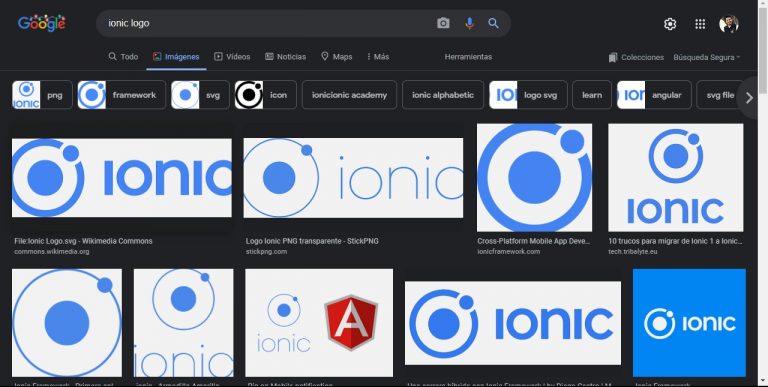 Google
ionic logo
Todo Imágenes Vídeos Noticias Maps Más Herramientas Colecciones Búsqueda Segura
IONIC png framework svg icon ionicionic academy ionic alphabetic logo svg learn angular svg file
IONIC ionic IONIC
File:Ionic Logo.svg - Wikimedia Commons
commons.wikimedia.org
Logo Ionic PNG transparente - StickPNG
stickpng.com
Cross-Platform Mobile App Deve...
ionicframework.com
10 trucos para migrar de Ionic 1 a Ionic...
tech.tribalyte.eu
ionic ionic A IONIC IONIC